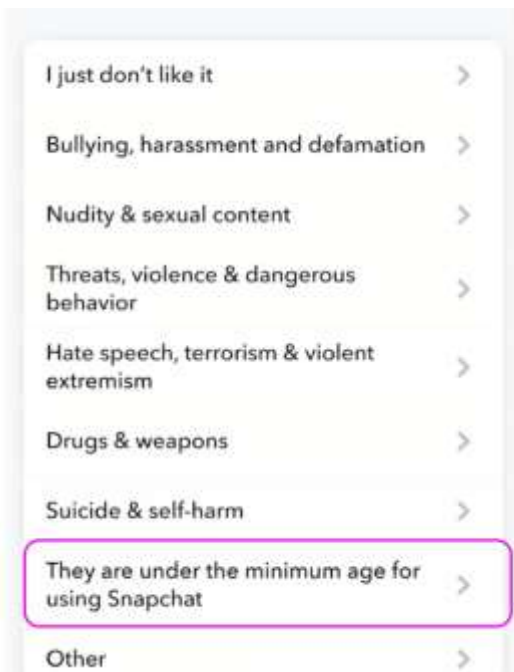 I just don't like it
Bullying, harassment and defamation
Nudity & sexual content
Threats, violence & dangerous
behavior
Hate speech, terrorism & violent
extremism
Drugs & weapons
Suicide & self-harm
They are under the minimum age for
using Snapchat
Other